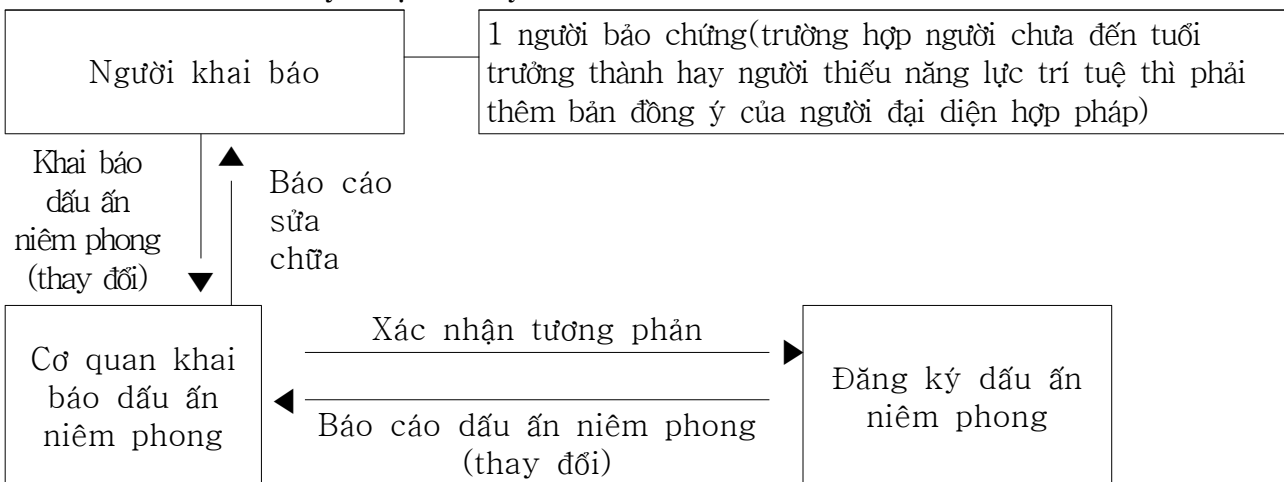 Người khai báo
1 người bảo chứng(trường hợp người chưa đến tuổi
trưởng thành hay người thiếu năng lực trí tuệ thì phải
thêm bản đồng ý của người đại diện hợp pháp)
Khai báo
dấu ấn
niêm phong
(thay đổi)
Báo cáo
sửa
chữa
Cơ quan khai
báo dấu ấn
niêm phong
Xác nhận tương phản
Báo cáo dấu ấn niêm phong
(thay đổi)
Đăng ký dấu ấn
niêm phong